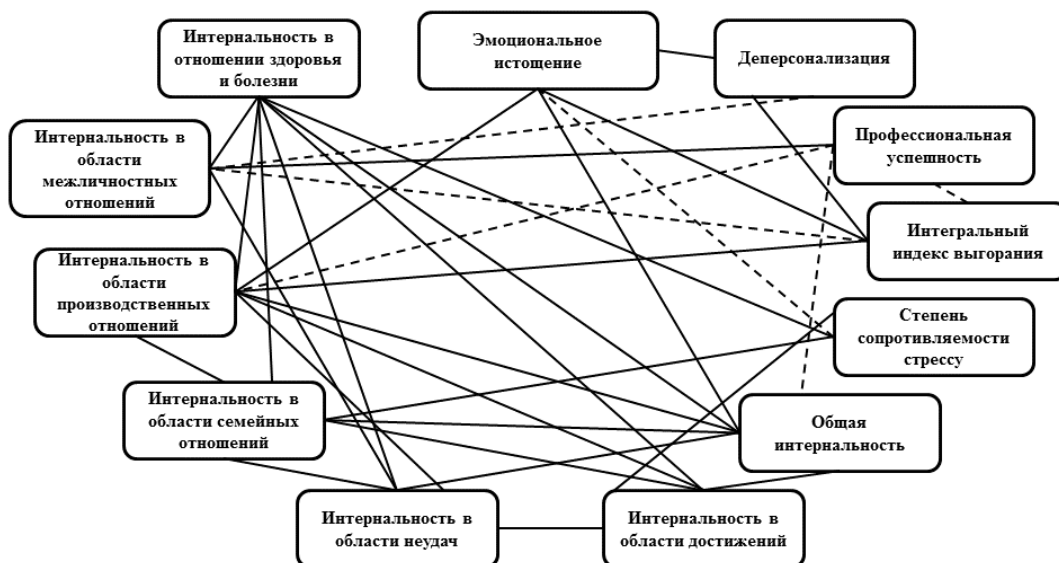 Интернальность в
отношении здоровья
и болезни
Эмоциональное
истощение
Деперсонализация
Интернальность в
области
межличностных
отношений
Профессиональная
успешность
Интегральный
индекс выгорания
Интернальность в
области
производственных
отношений
Степень
сопротивляемости
стрессу
Интернальность в
области семейных
отношений
Общая
интернальность
Интернальность в
области неудач
Интернальность в
области достижений